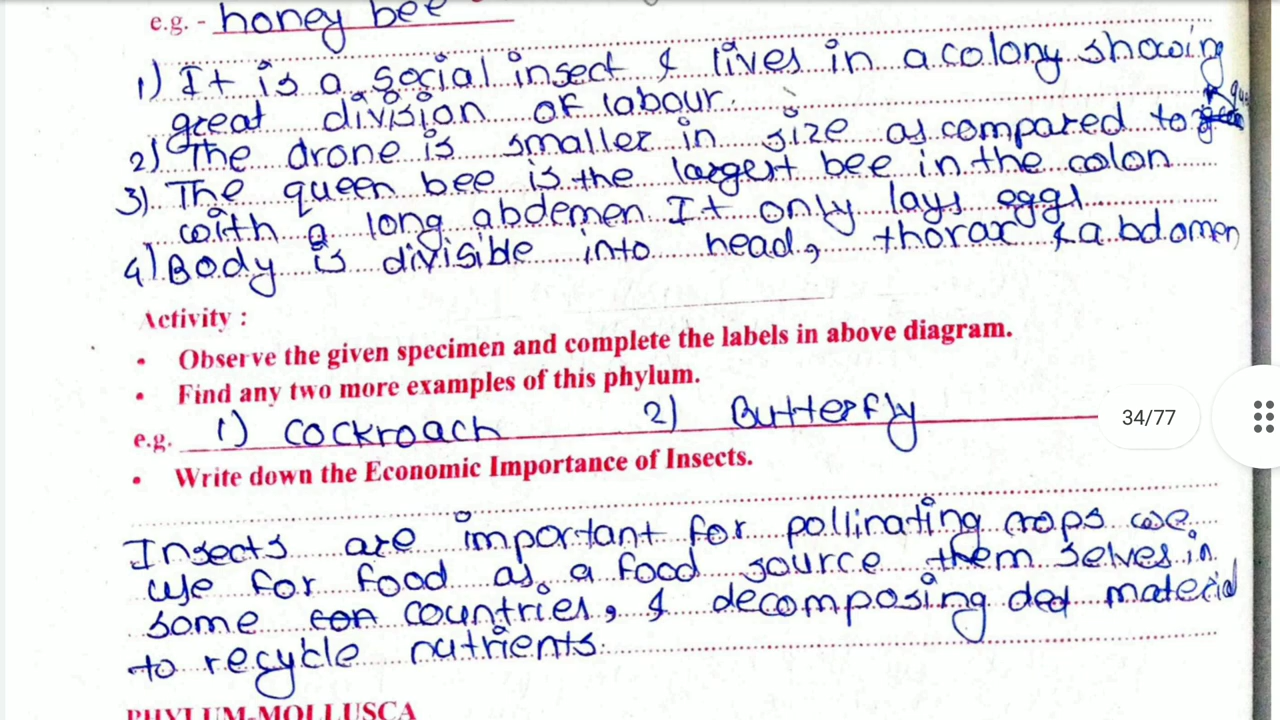 e.g. - honey bee
1) It is a social insect & lives in a colony showing
great division of labour.
2) The drone is smaller in size as compared to
3) The queen bee is the largest bee in the colon
with a long abdemen It only lays eggs
4) Body is divisible into head, thorax & abdomen
Activity :
• Observe the given specimen and complete the labels in above diagram.
• Find any two more examples of this phylum.
e.g. 1) Cockroach 2) Butterfly
34/77
• Write down the Economic Importance of Insects.
Insects are important for pollinating crops we
use for food as a food source them selves in
some countries, & decomposing ded material
to recycle nutrients.
PHYLUM-MOLLUSCA